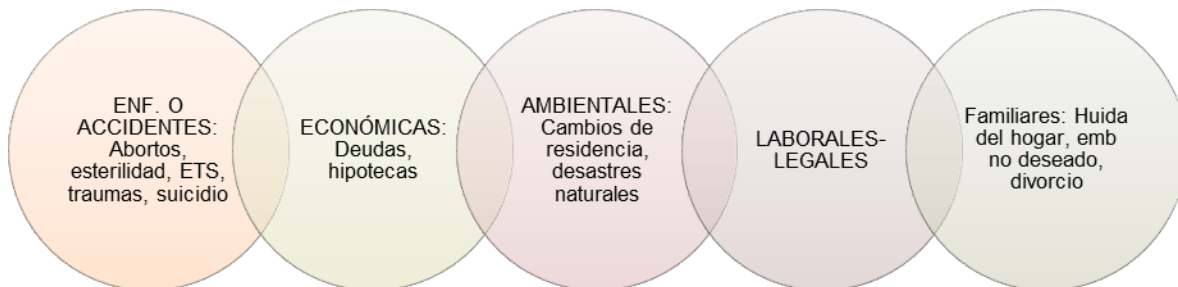 ENF. O
ACCIDENTES:
Abortos,
esterilidad, ETS,
traumas, suicidio
ECONÓMICAS:
Deudas,
hipotecas
AMBIENTALES:
Cambios de
residencia,
desastres
naturales
LABORALES-
LEGALES
Familiares: Huida
del hogar, emb
no deseado,
divorcio